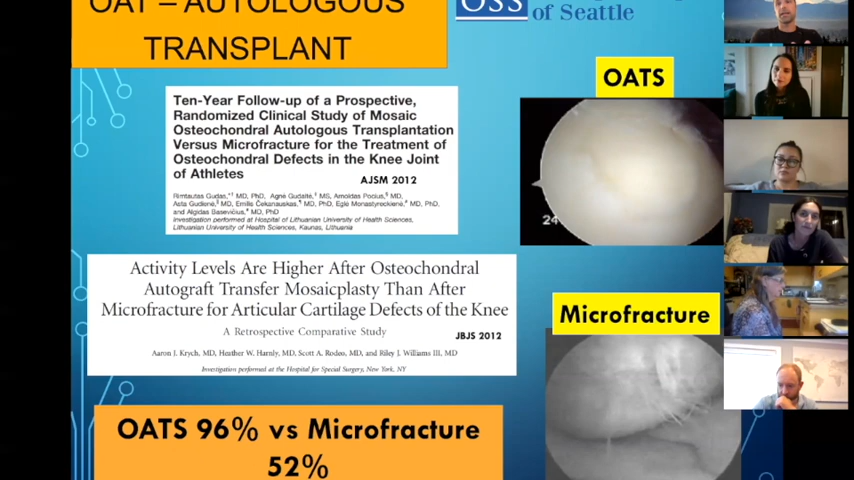 OAT – AUTOLOGOUS
TRANSPLANT
OSS
of Seattle
OATS
Ten-Year Follow-up of a Prospective,
Randomized Clinical Study of Mosaic
Osteochondral Autologous Transplantation
Versus Microfracture for the Treatment of
Osteochondral Defects in the Knee Joint
of Athletes
AJSM 2012
Rimtautas Gudas,*† MD, PhD, Agnė Gudaitė,‡ MS, Arnoldas Pocius,§ MD,
Asta Gudienė,‡ MD, Emilis Čekanauskas,¶ MD, PhD, Eglė Monastyreckienė,# MD, PhD,
and Algidas Basevičius,# MD, PhD
Investigation performed at Hospital of Lithuanian University of Health Sciences,
Lithuanian University of Health Sciences, Kaunas, Lithuania
24
Activity Levels Are Higher After Osteochondral
Autograft Transfer Mosaicplasty Than After
Microfracture for Articular Cartilage Defects of the Knee
A Retrospective Comparative Study
JBJS 2012
Aaron J. Krych, MD, Heather W. Harnly, MD, Scott A. Rodeo, MD, and Riley J. Williams III, MD
Investigation performed at the Hospital for Special Surgery, New York, NY
Microfracture
OATS 96% vs Microfracture
52%